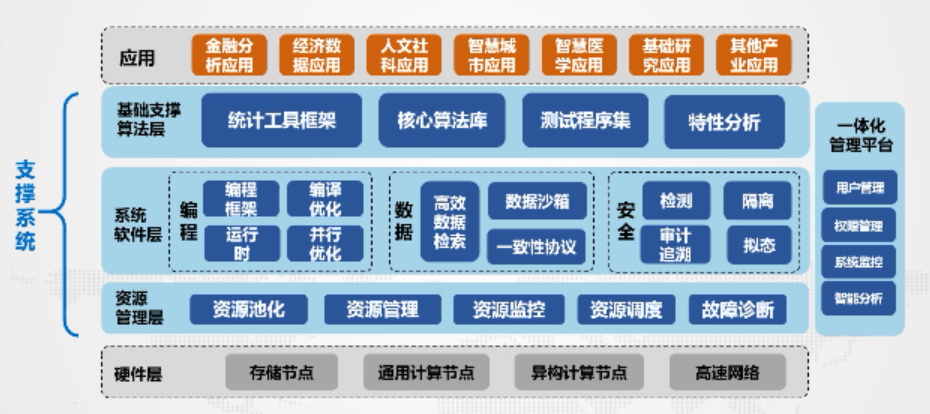 应用
金融分
析应用
经济数
据应用
人文社
科应用
智慧城
市应用
智慧医
学应用
基础研
究应用
其他产
业应用
支撑系统
基础支撑
算法层
统计工具框架
核心算法库
测试程序集
特性分析
系统
软件层
编程
编程
框架
编译
优化
运行
时
并行
优化
数据
高效
数据
检索
数据沙箱
一致性协议
安全
检测
隔离
审计
追溯
拟态
资源
管理层
资源池化
资源管理
资源监控
资源调度
故障诊断
硬件层
存储节点
通用计算节点
异构计算节点
高速网络
一体化
管理平台
用户管理
权限管理
系统监控
智能分析